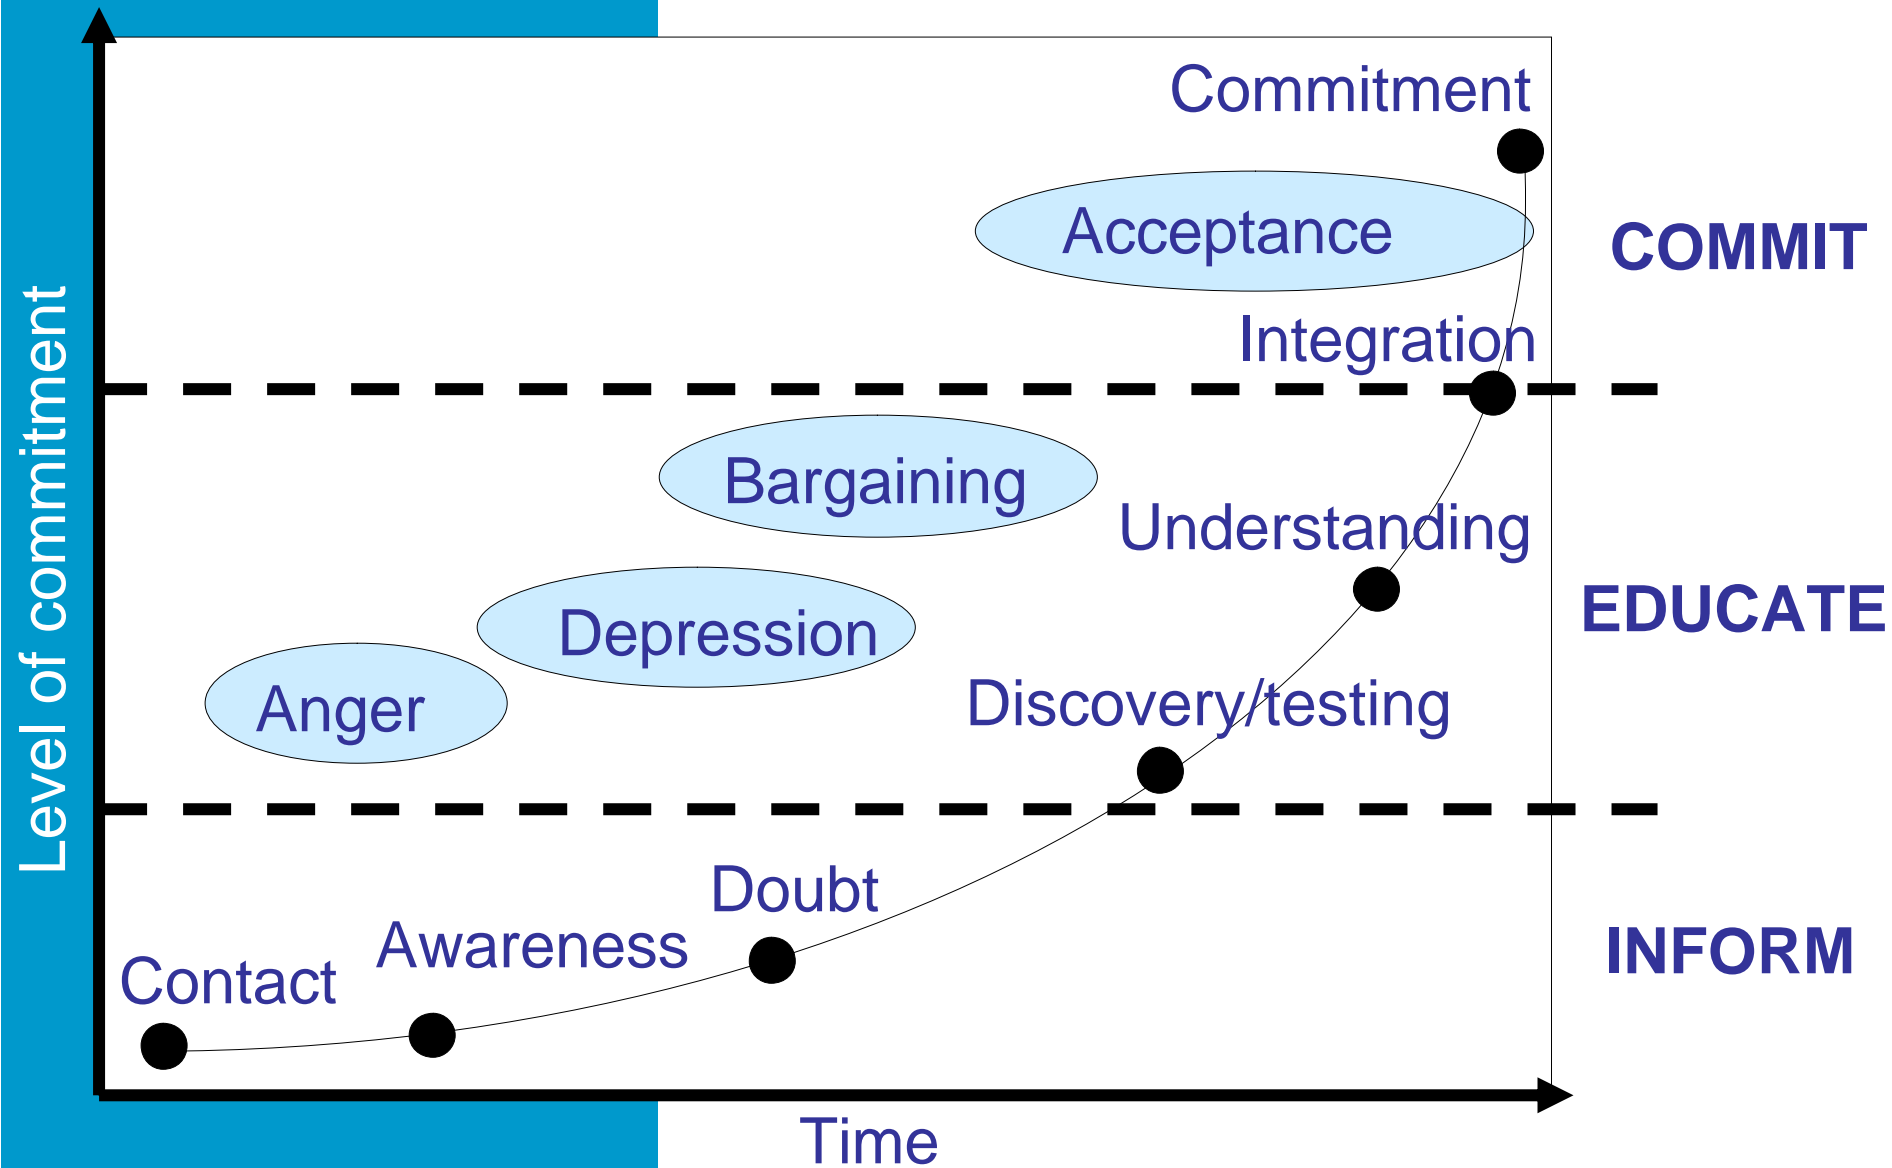 Commitment
Acceptance
COMMIT
Integration
Bargaining
Understanding
EDUCATE
Depression
Anger
Discovery/testing
Level of commitment
Doubt
Awareness
INFORM
Contact
Time